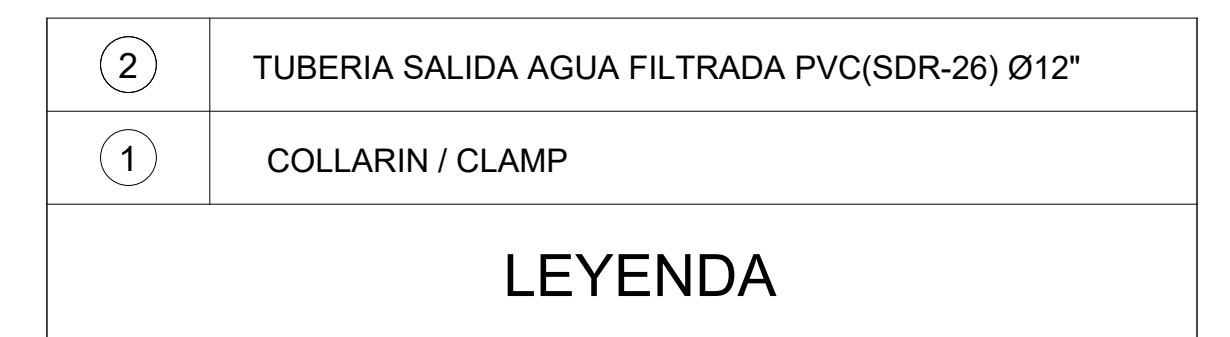 2 TUBERIA SALIDA AGUA FILTRADA PVC(SDR-26) Ø12"
1 COLLARIN / CLAMP
LEYENDA